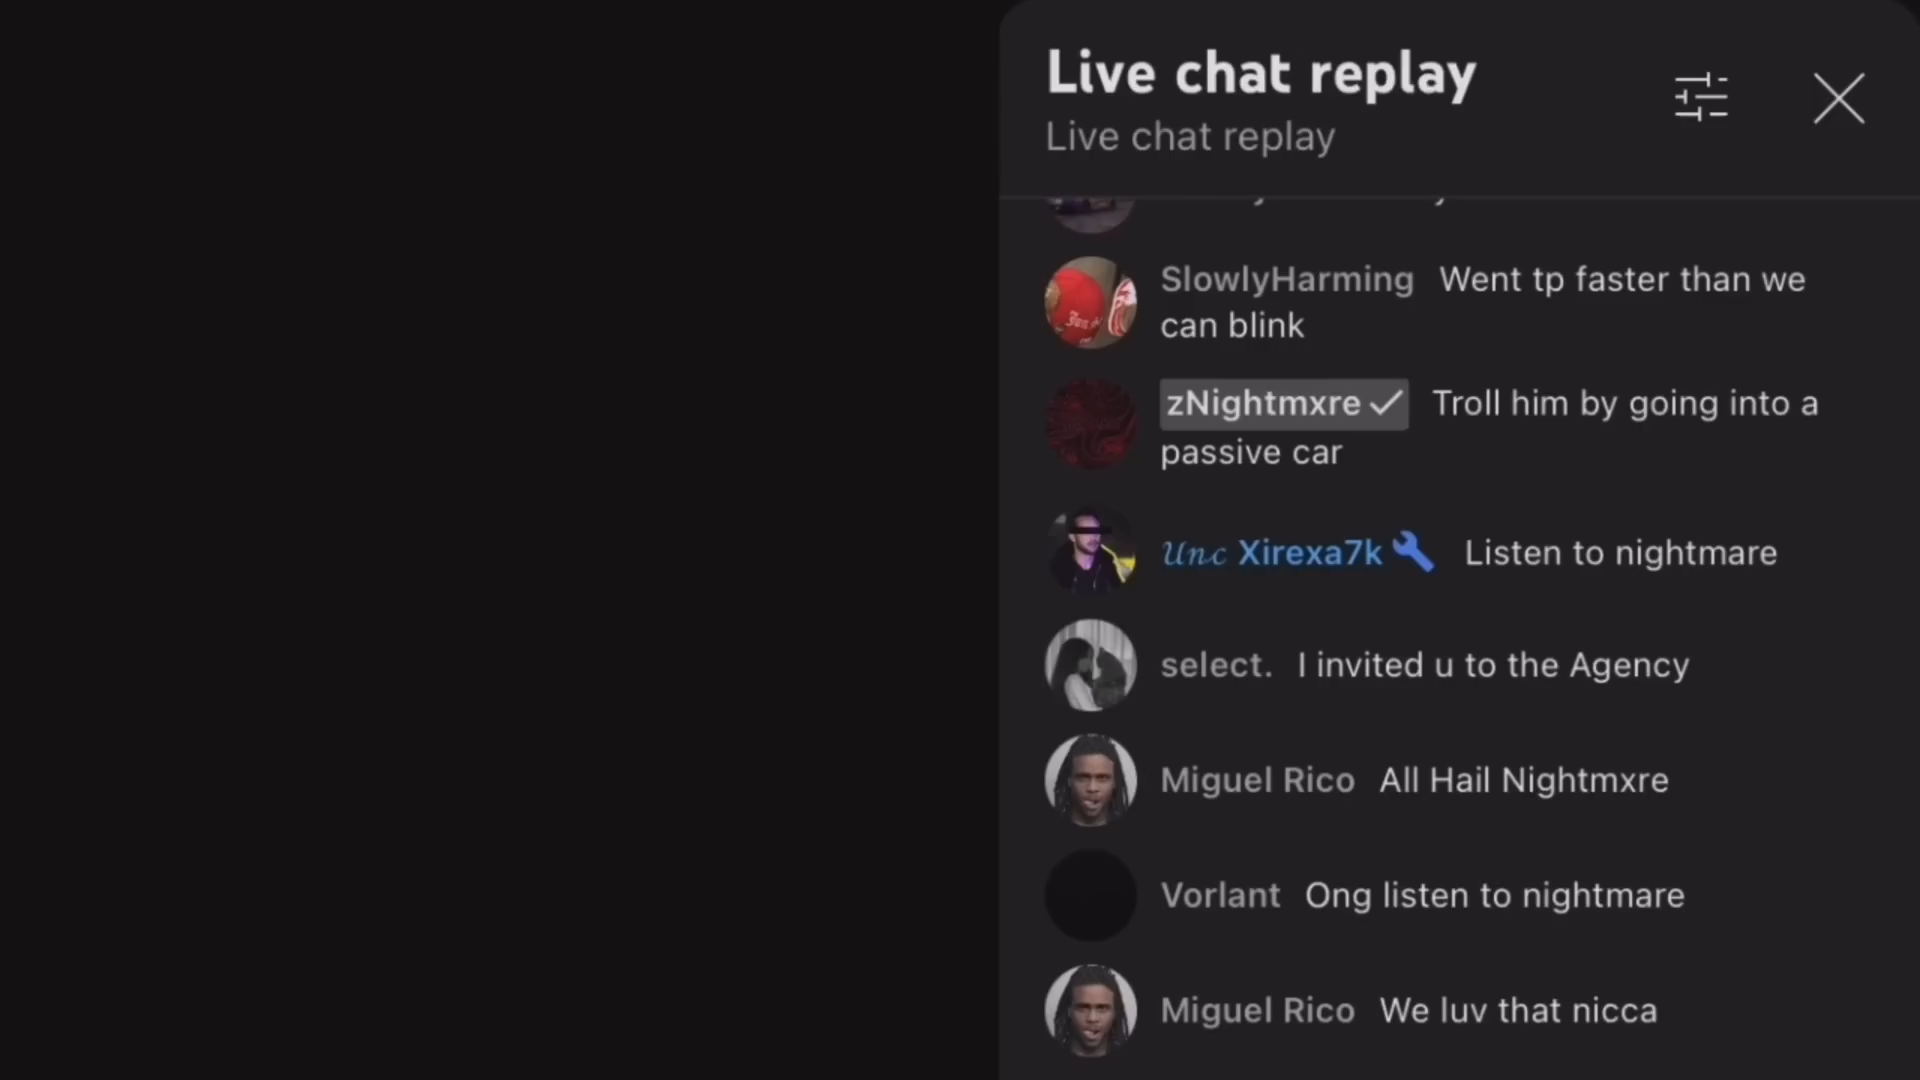 Live chat replay
Live chat replay
SlowlyHarming Went tp faster than we
can blink
zNightmxre Troll him by going into a
passive car
𝓤𝓷𝓬 Xirexa7k Listen to nightmare
select. I invited u to the Agency
Miguel Rico All Hail Nightmxre
Vorlant Ong listen to nightmare
Miguel Rico We luv that nicca